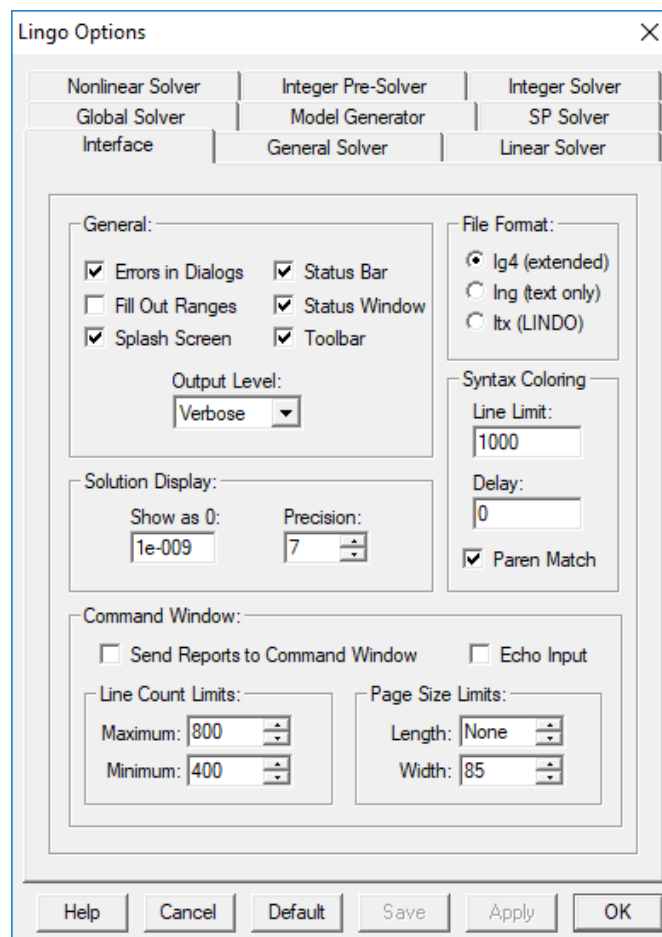 Lingo Options
Nonlinear Solver Integer Pre-Solver Integer Solver
Global Solver Model Generator SP Solver
Interface General Solver Linear Solver
General:
Errors in Dialogs Status Bar
Fill Out Ranges Status Window
Splash Screen Toolbar
Output Level:
Verbose
File Format:
lg4 (extended)
lng (text only)
ltx (LINDO)
Syntax Coloring
Line Limit:
1000
Delay:
0
Paren Match
Solution Display:
Show as 0: Precision:
1e-009 7
Command Window:
Send Reports to Command Window Echo Input
Line Count Limits:
Maximum: 800
Minimum: 400
Page Size Limits:
Length: None
Width: 85
Help Cancel Default Save Apply OK